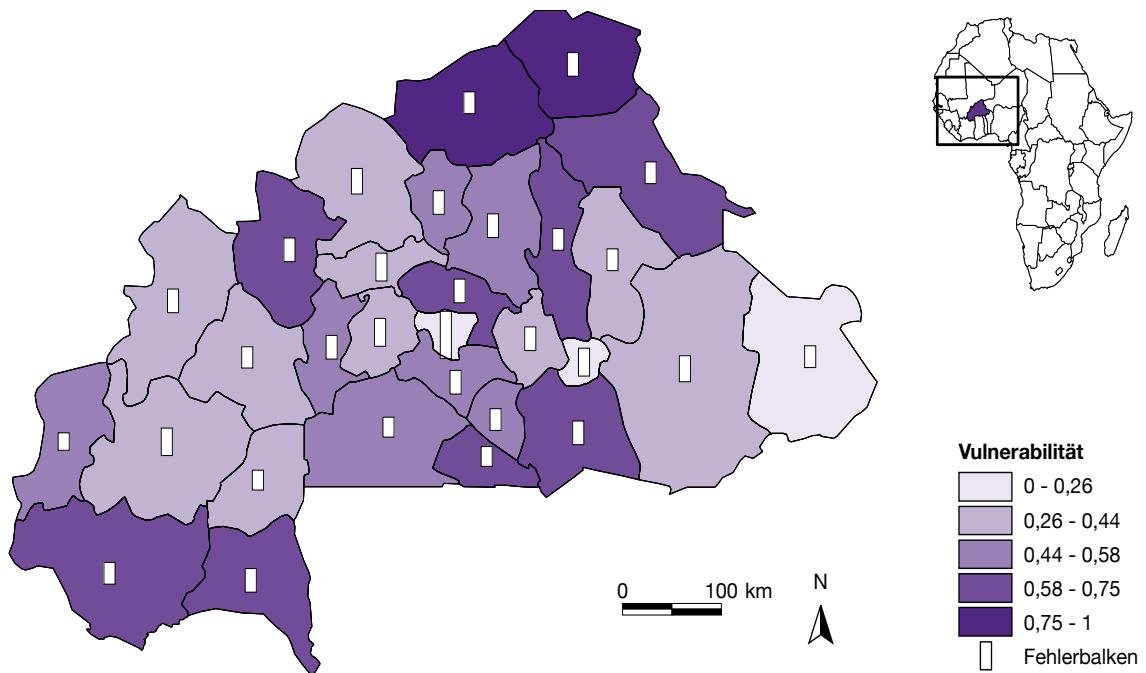 0 100 km
N
Vulnerabilität
0 - 0,26
0,26 - 0,44
0,44 - 0,58
0,58 - 0,75
0,75 - 1
Fehlerbalken